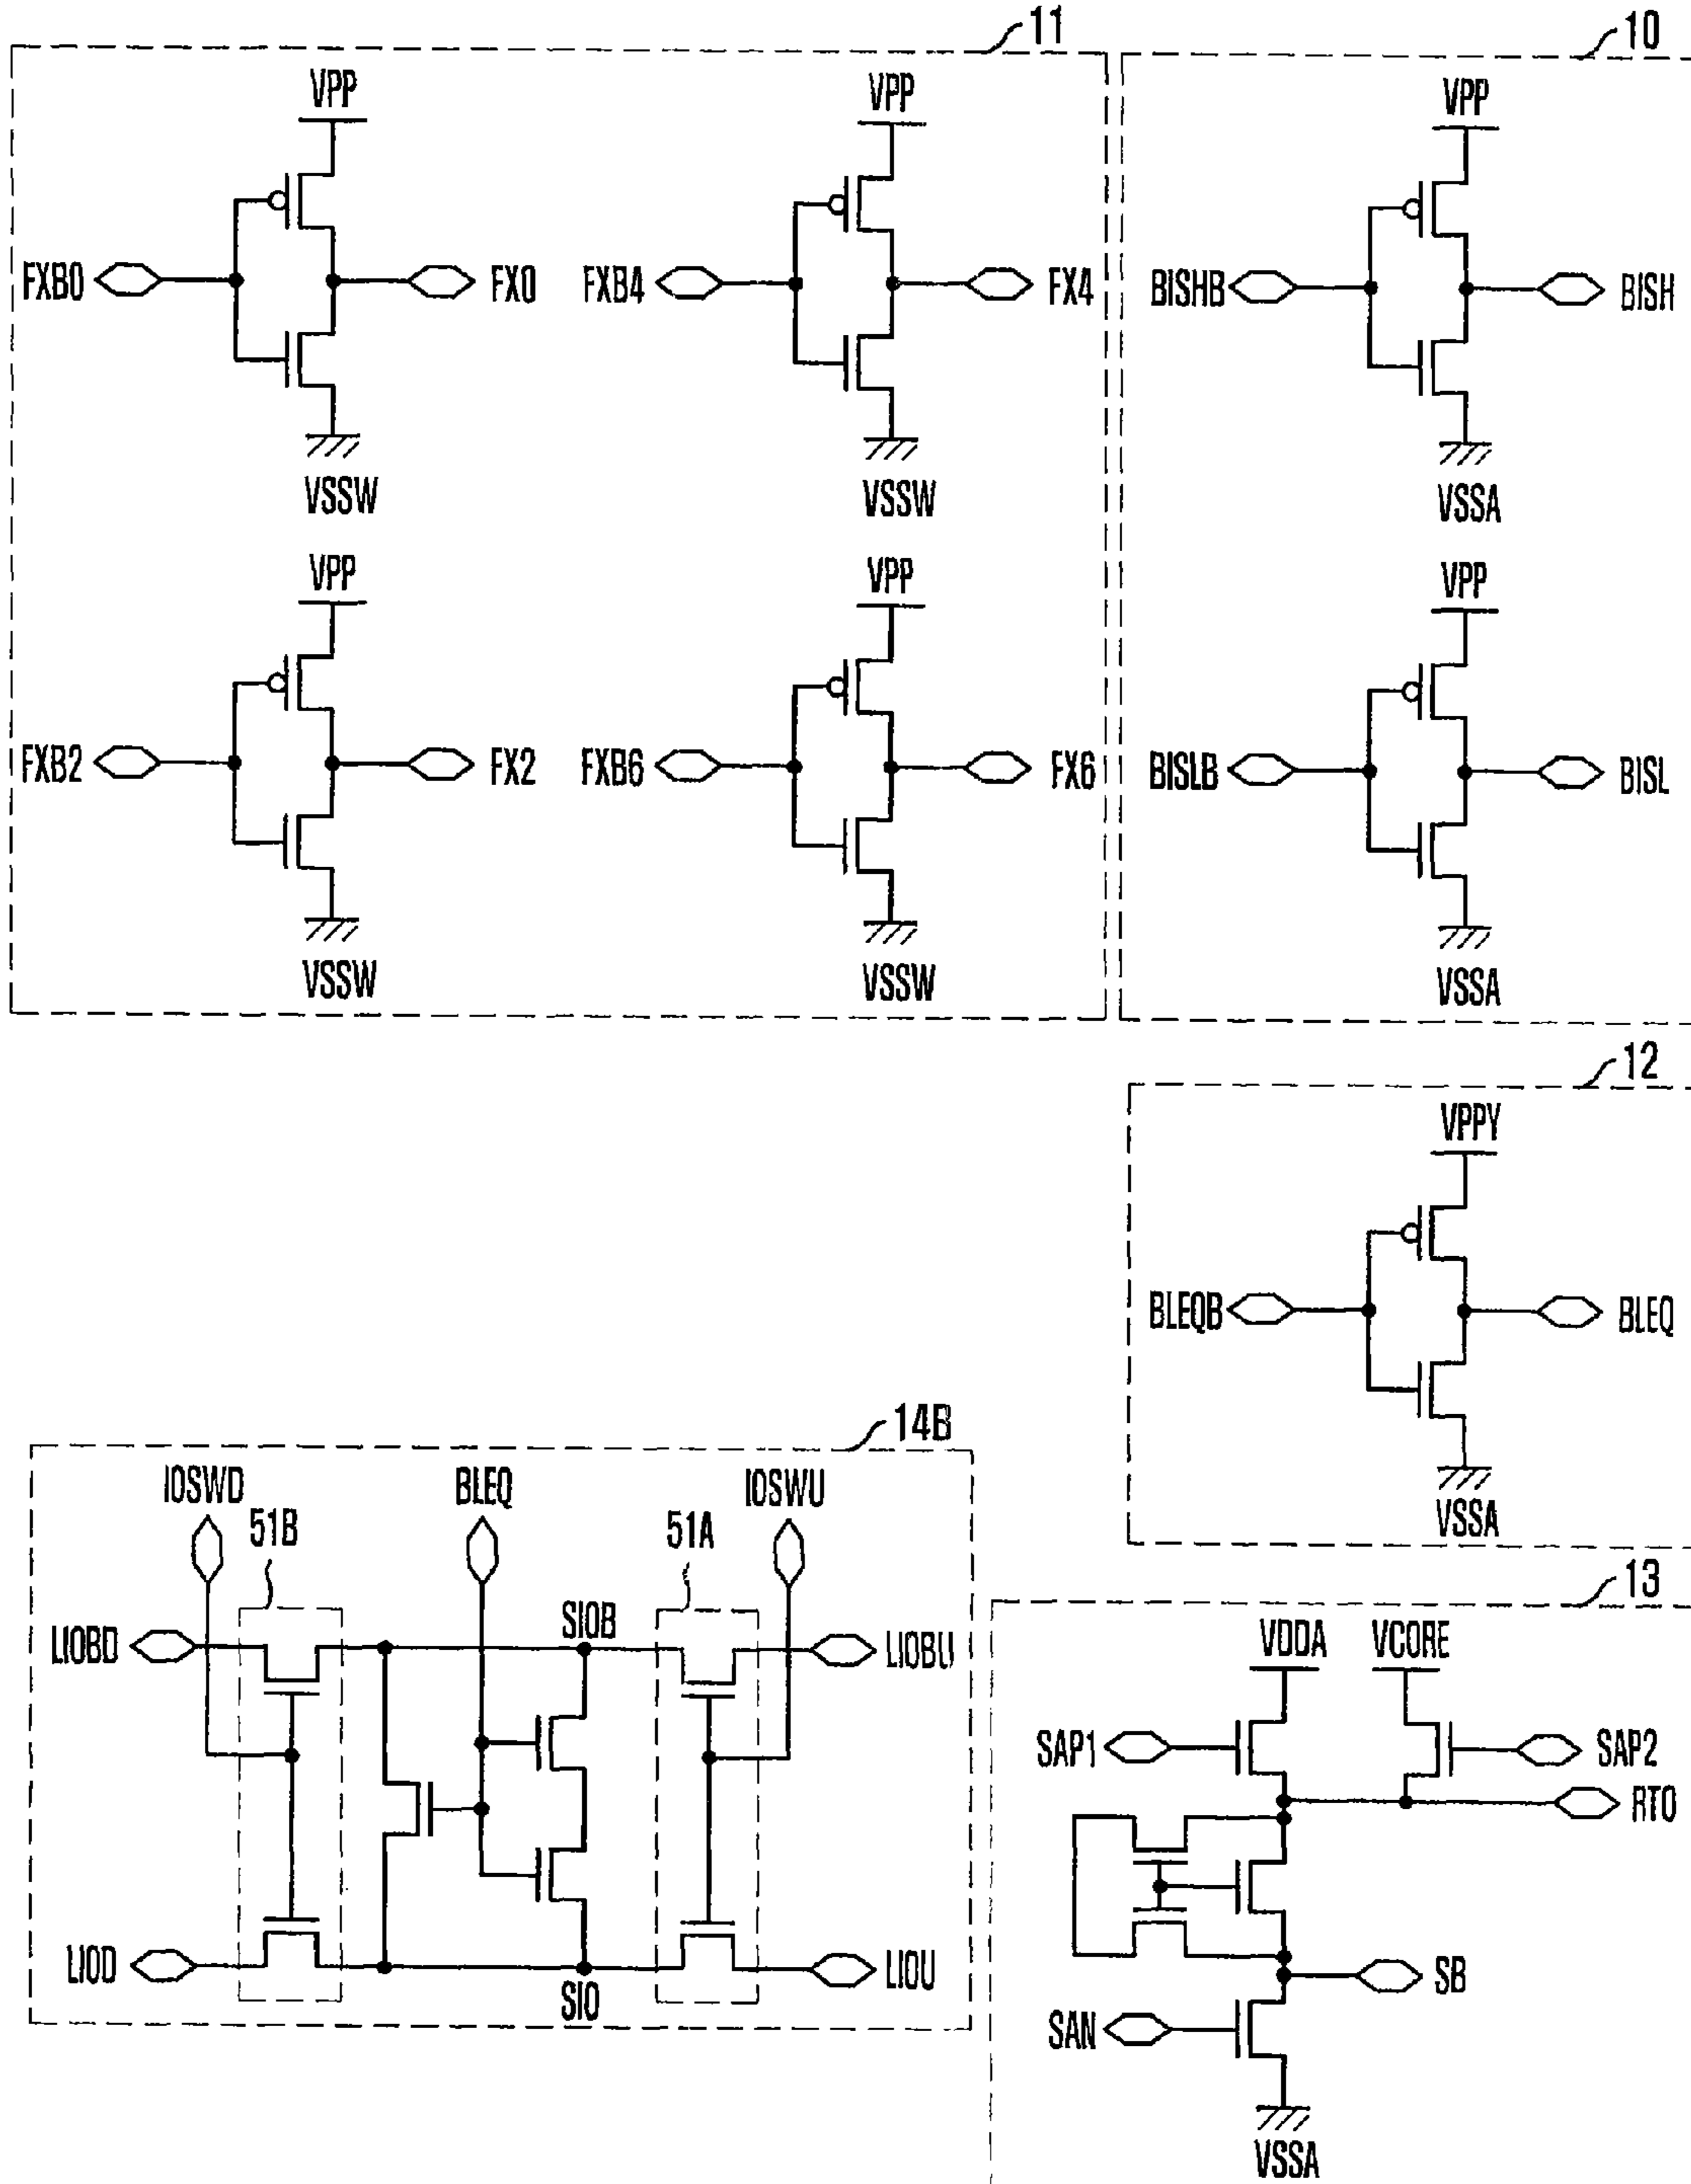 11
10
VPP
VPP
VPP
FXB0
FX0
FXB4
FX4
BISHB
BISH
VSSW
VSSW
VSSA
VPP
VPP
VPP
FXB2
FX2
FXB6
FX6
BISLB
BISL
VSSW
VSSW
VSSA
12
VPPY
BLEQB
BLEQ
VSSA
14B
IOSWD
BLEQ
IOSWU
51B
51A
LIOBD
SIOB
LIOBU
LIOD
SIO
LIOU
13
VDDA
VCORE
SAP1
SAP2
RTO
SB
SAN
VSSA